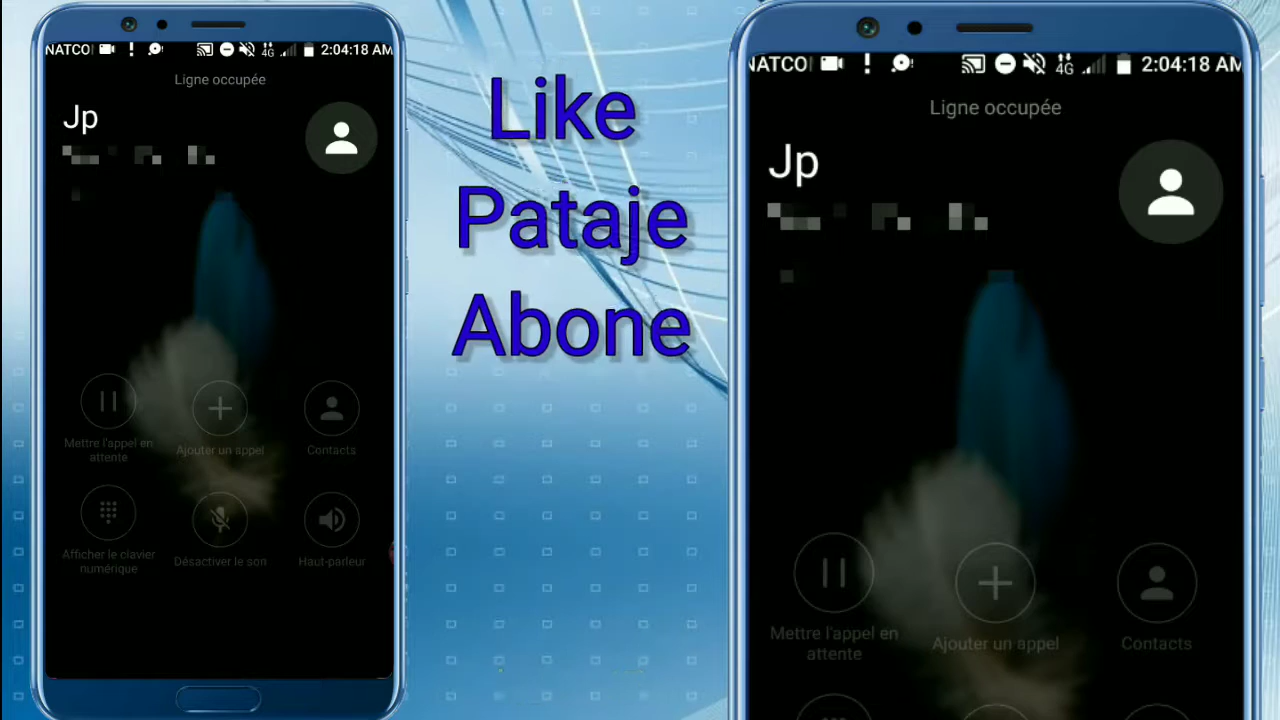 NATCO
4G
2:04:18 AM
Ligne occupée
Jp
Mettre l'appel en
attente
Ajouter un appel
Contacts
Afficher le clavier
numérique
Désactiver le son
Haut-parleur
Like
Pataje
Abone
NATCO
4G
2:04:18 AM
Ligne occupée
Jp
Mettre l'appel en
attente
Ajouter un appel
Contacts